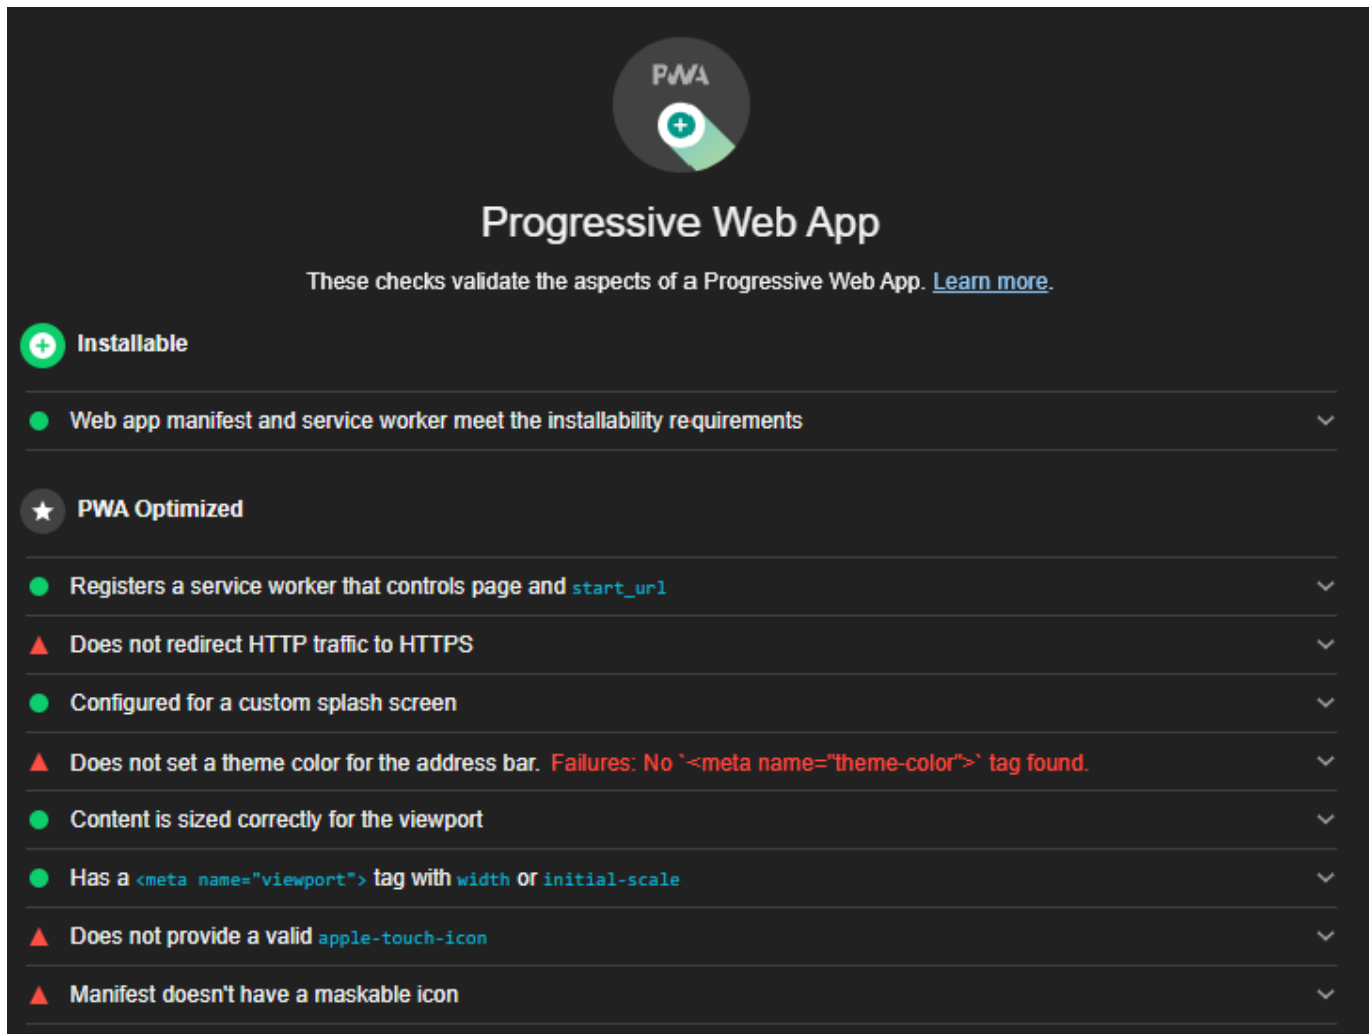 PWA
Progressive Web App
These checks validate the aspects of a Progressive Web App. Learn more.
Installable
Web app manifest and service worker meet the installability requirements
PWA Optimized
Registers a service worker that controls page and start_url
Does not redirect HTTP traffic to HTTPS
Configured for a custom splash screen
Does not set a theme color for the address bar. Failures: No `<meta name="theme-color">` tag found.
Content is sized correctly for the viewport
Has a <meta name="viewport"> tag with width or initial-scale
Does not provide a valid apple-touch-icon
Manifest doesn't have a maskable icon